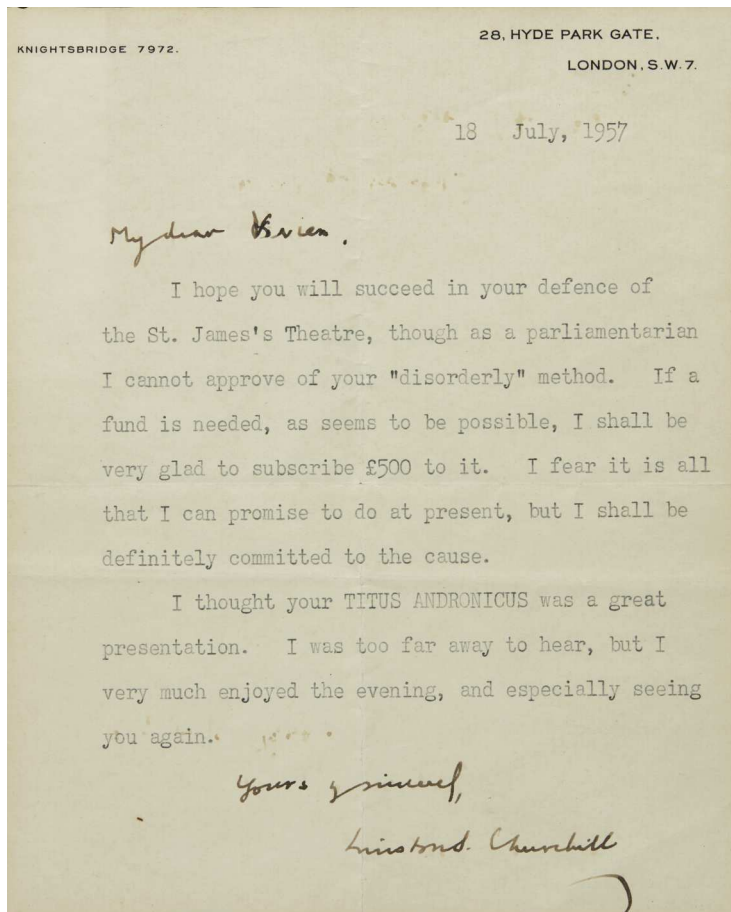 KNIGHTSBRIDGE 7972.
28, HYDE PARK GATE,
LONDON, S.W.7.
18 July, 1957
My dear Vivien,
I hope you will succeed in your defence of
the St. James's Theatre, though as a parliamentarian
I cannot approve of your "disorderly" method. If a
fund is needed, as seems to be possible, I shall be
very glad to subscribe £500 to it. I fear it is all
that I can promise to do at present, but I shall be
definitely committed to the cause.
I thought your TITUS ANDRONICUS was a great
presentation. I was too far away to hear, but I
very much enjoyed the evening, and especially seeing
you again.
Yours sincerely,
Winston S. Churchill